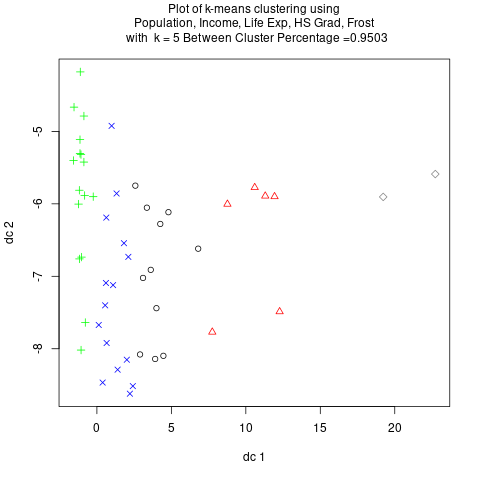 Plot of k-means clustering using
Population, Income, Life Exp, HS Grad, Frost
with k = 5 Between Cluster Percentage =0.9503
-5
-6
-7
-8
dc 2
0 5 10 15 20
dc 1